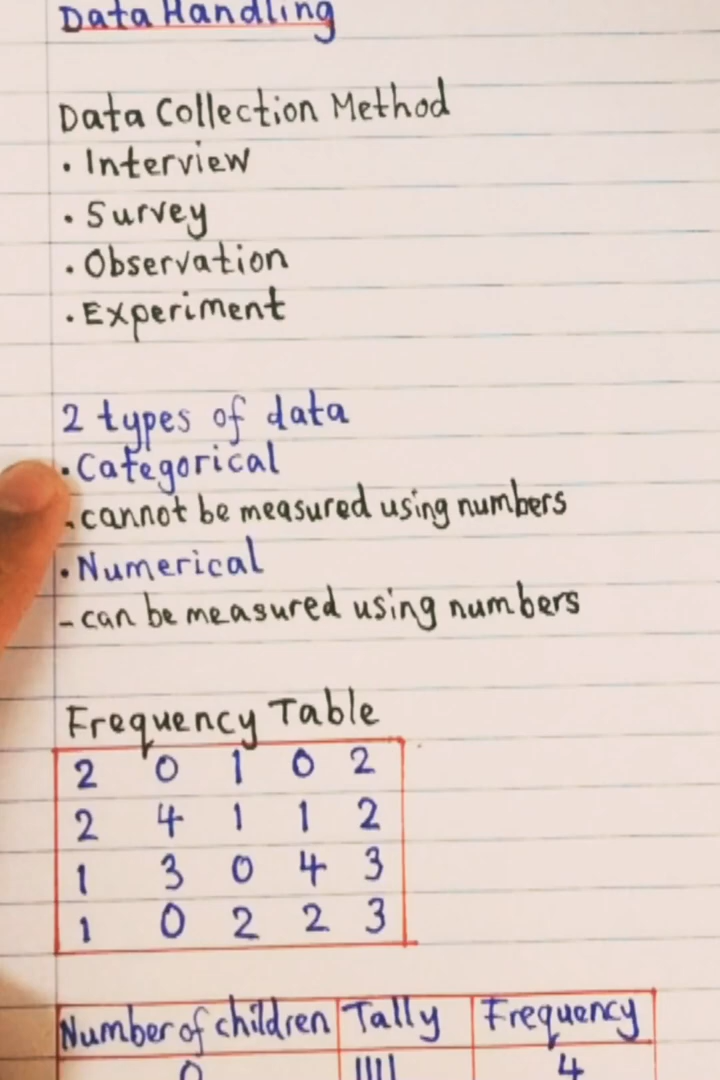 Data Handling
Data Collection Method
• Interview
• Survey
• Observation
• Experiment
2 types of data
• Categorical
- cannot be measured using numbers
• Numerical
- can be measured using numbers
Frequency Table
2 0 1 0 2
2 4 1 1 2
1 3 0 4 3
1 0 2 2 3
Number of children Tally Frequency
0 |||| 4